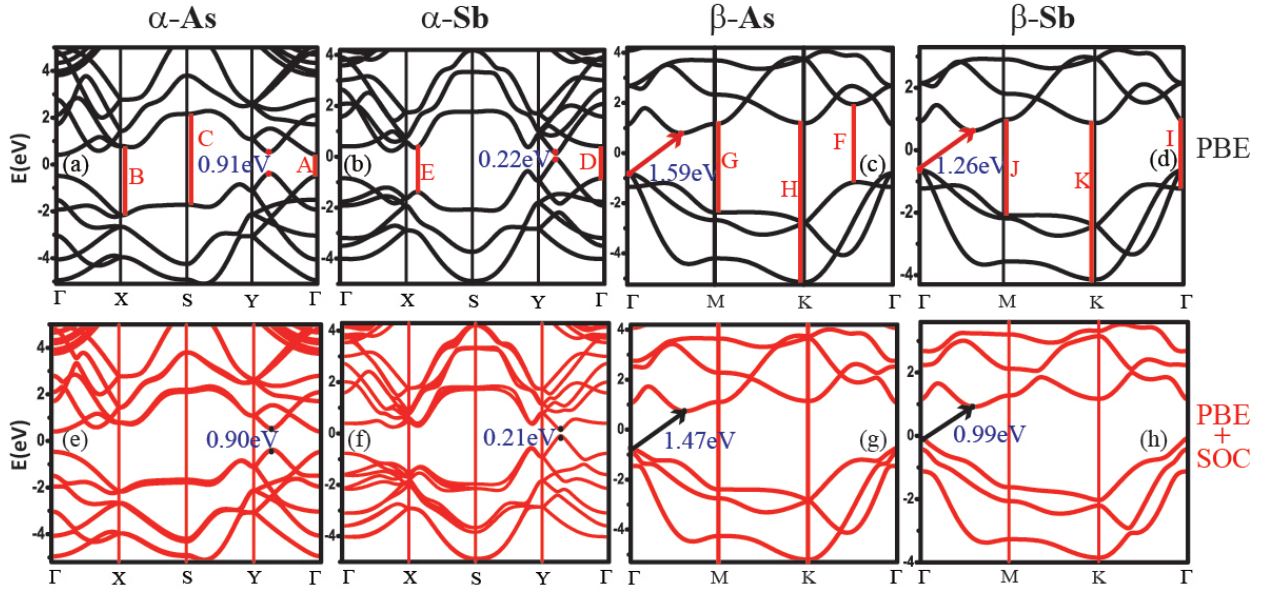 α-As α-Sb β-As β-Sb
E(eV)
4
2
0
-2
-4
(a)
B
C
0.91eV
A
Γ X S Y Γ
4
2
0
-2
-4
(b)
E
0.22eV
D
Γ X S Y Γ
4
2
0
-2
-4
1.59eV
G
H
F
(c)
Γ M K Γ
2
0
-2
-4
1.26eV
J
K
(d)
I
Γ M K Γ
PBE
E(eV)
4
2
0
-2
-4
(e)
0.90eV
Γ X S Y Γ
4
2
0
-2
-4
(f)
0.21eV
Γ X S Y Γ
4
2
0
-2
-4
1.47eV
(g)
Γ M K Γ
2
0
-2
-4
0.99eV
(h)
Γ M K Γ
PBE
+
SOC